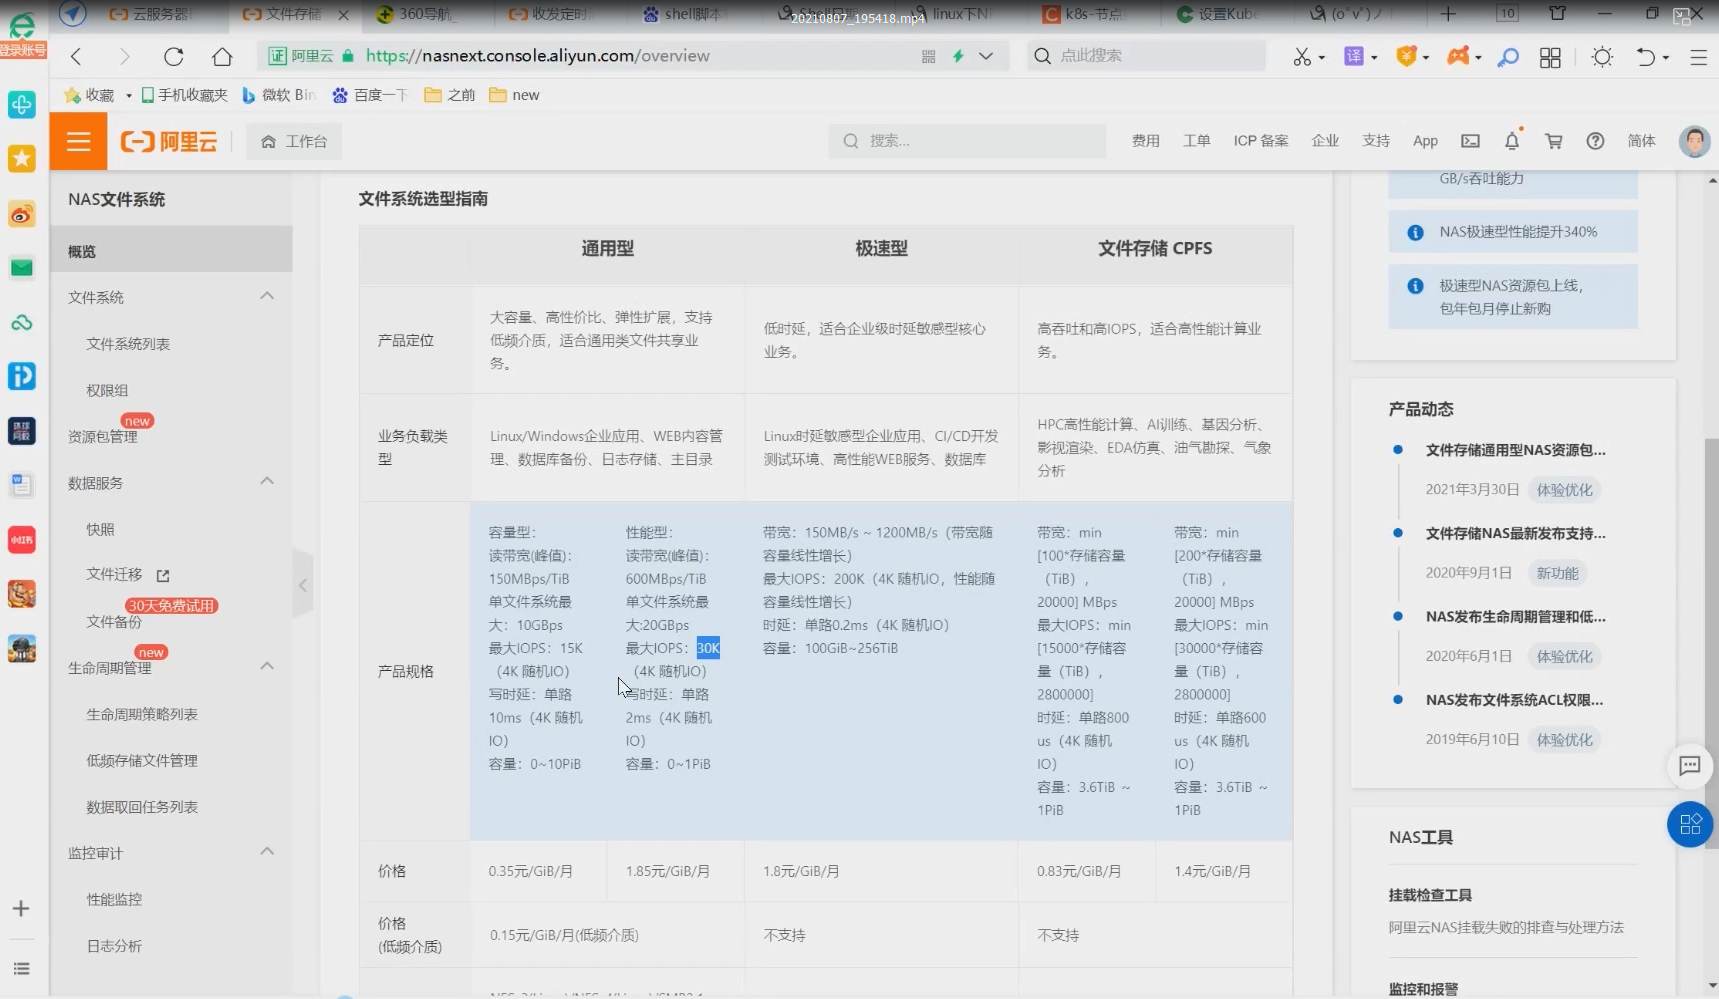 登录账号
云服务器
文件存储
360导航_
收发定时
shell脚本
20210807_195418.mp4
linux下N
k8s-节点
设置Kub
10
证 阿里云
https://nasnext.console.aliyun.com/overview
点此搜索
译
收藏
手机收藏夹
微软 Bin
百度一下
之前
new
阿里云
工作台
搜索...
费用
工单
ICP 备案
企业
支持
App
简体
NAS文件系统
概览
文件系统
文件系统列表
权限组
new
资源包管理
数据服务
快照
文件迁移
30天免费试用
文件备份
new
生命周期管理
生命周期策略列表
低频存储文件管理
数据取回任务列表
监控审计
性能监控
日志分析
文件系统选型指南
通用型
极速型
文件存储 CPFS
产品定位
大容量、高性价比、弹性扩展，支持
低频介质，适合通用类文件共享业
务。
低时延，适合企业级时延敏感型核心
业务。
高吞吐和高IOPS，适合高性能计算业
务。
业务负载类
型
Linux/Windows企业应用、WEB内容管
理、数据库备份、日志存储、主目录
Linux时延敏感型企业应用、CI/CD开发
测试环境、高性能WEB服务、数据库
HPC高性能计算、AI训练、基因分析、
影视渲染、EDA仿真、油气勘探、气象
分析
产品规格
容量型：
读带宽(峰值)：
150MBps/TiB
单文件系统最
大：10GBps
最大IOPS：15K
（4K 随机IO）
写时延：单路
10ms（4K 随机
IO）
容量：0~10PiB
性能型：
读带宽(峰值)：
600MBps/TiB
单文件系统最
大:20GBps
最大IOPS：30K
（4K 随机IO）
写时延：单路
2ms（4K 随机
IO）
容量：0~1PiB
带宽：150MB/s ~ 1200MB/s（带宽随
容量线性增长）
最大IOPS：200K（4K 随机IO，性能随
容量线性增长）
时延：单路0.2ms（4K 随机IO）
容量：100GiB~256TiB
带宽：min
[100*存储容量
（TiB），
20000] MBps
最大IOPS：min
[15000*存储容
量（TiB），
2800000]
时延：单路800
us（4K 随机
IO）
容量：3.6TiB ~
1PiB
带宽：min
[200*存储容量
（TiB），
20000] MBps
最大IOPS：min
[30000*存储容
量（TiB），
2800000]
时延：单路600
us（4K 随机
IO）
容量：3.6TiB ~
1PiB
价格
0.35元/GiB/月
1.85元/GiB/月
1.8元/GiB/月
0.83元/GiB/月
1.4元/GiB/月
价格
(低频介质)
0.15元/GiB/月(低频介质)
不支持
不支持
GB/s吞吐能力
NAS极速型性能提升340%
极速型NAS资源包上线，
包年包月停止新购
产品动态
文件存储通用型NAS资源包...
2021年3月30日 体验优化
文件存储NAS最新发布支持...
2020年9月1日 新功能
NAS发布生命周期管理和低...
2020年6月1日 体验优化
NAS发布文件系统ACL权限...
2019年6月10日 体验优化
NAS工具
挂载检查工具
阿里云NAS挂载失败的排查与处理方法
监控和报警